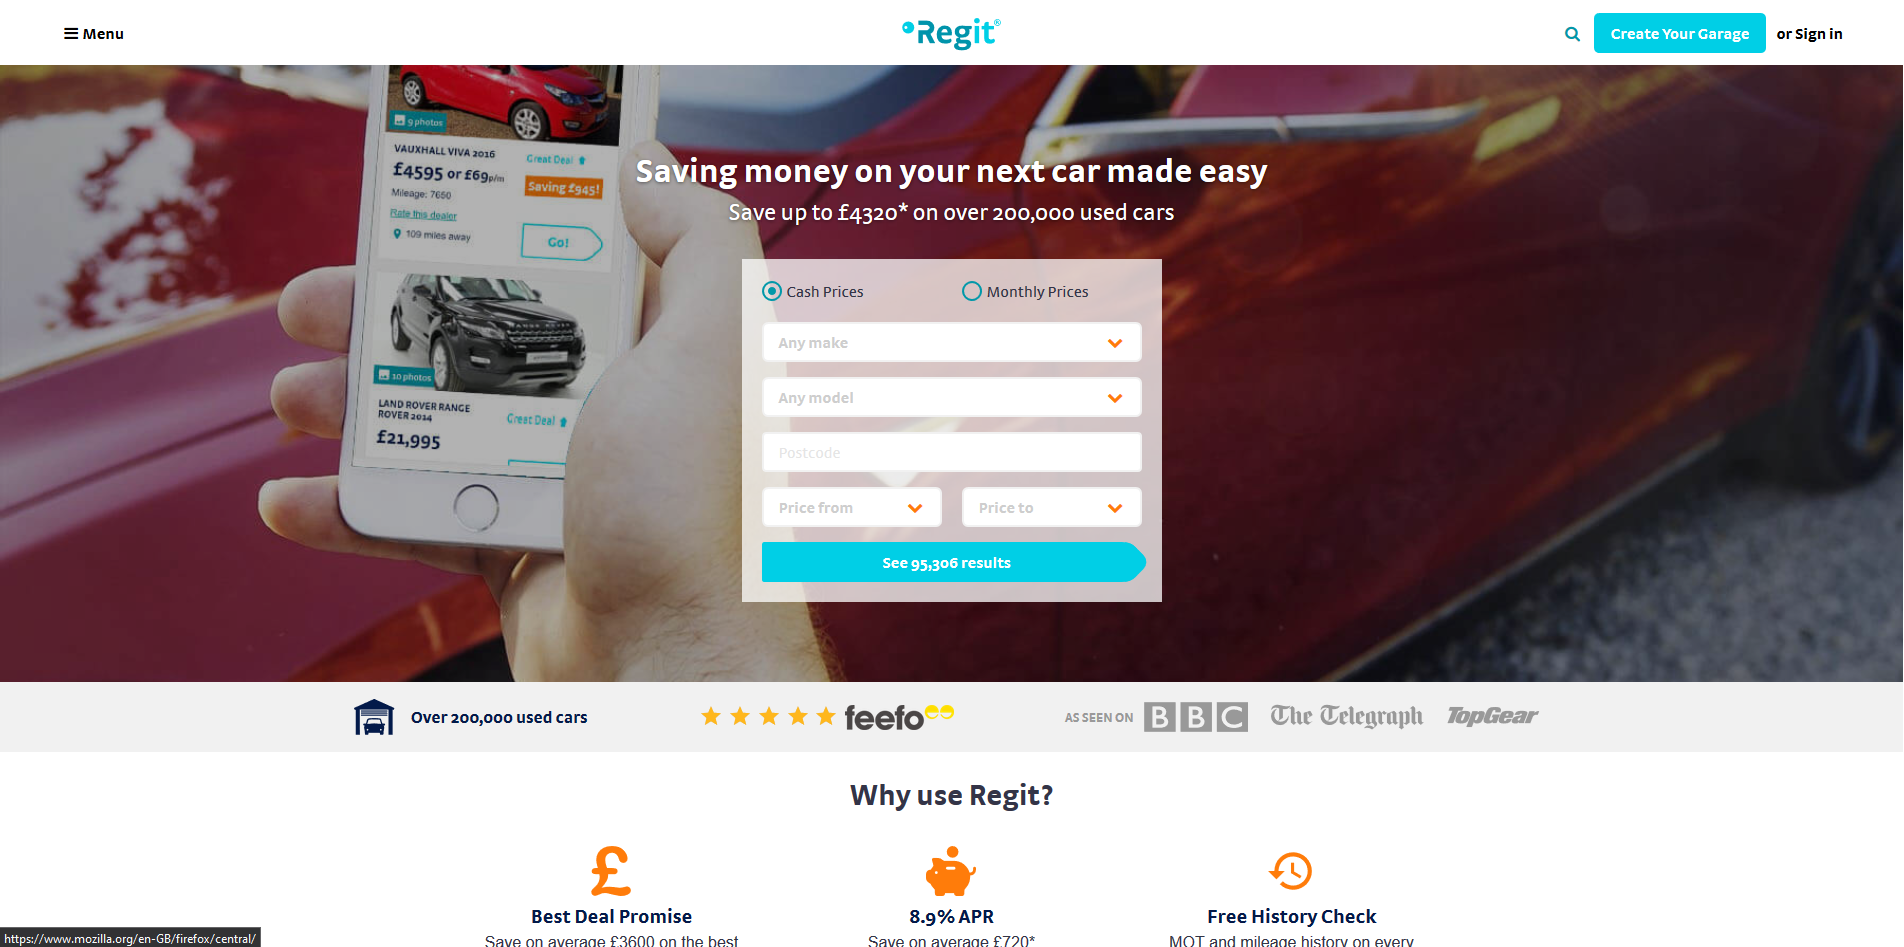 Menu
Regit®
Create Your Garage
or Sign in
9 photos
VAUXHALL VIVA 2016
Great Deal
£4595 or £69p/m
Saving £945!
Mileage: 7650
Rate this dealer
109 miles away
Go!
RANGE ROVER
10 photos
LAND ROVER RANGE
ROVER 2014
Great Deal
£21,995
Saving money on your next car made easy
Save up to £4320* on over 200,000 used cars
Cash Prices
Monthly Prices
Any make
Any model
Postcode
Price from
Price to
See 95,306 results
Over 200,000 used cars
feefo
AS SEEN ON
BBC
The Telegraph
TopGear
Why use Regit?
£
Best Deal Promise
8.9% APR
Free History Check
Save on average £3600 on the best
Save on average £720*
MOT and mileage history on every
https://www.mozilla.org/en-GB/firefox/central/